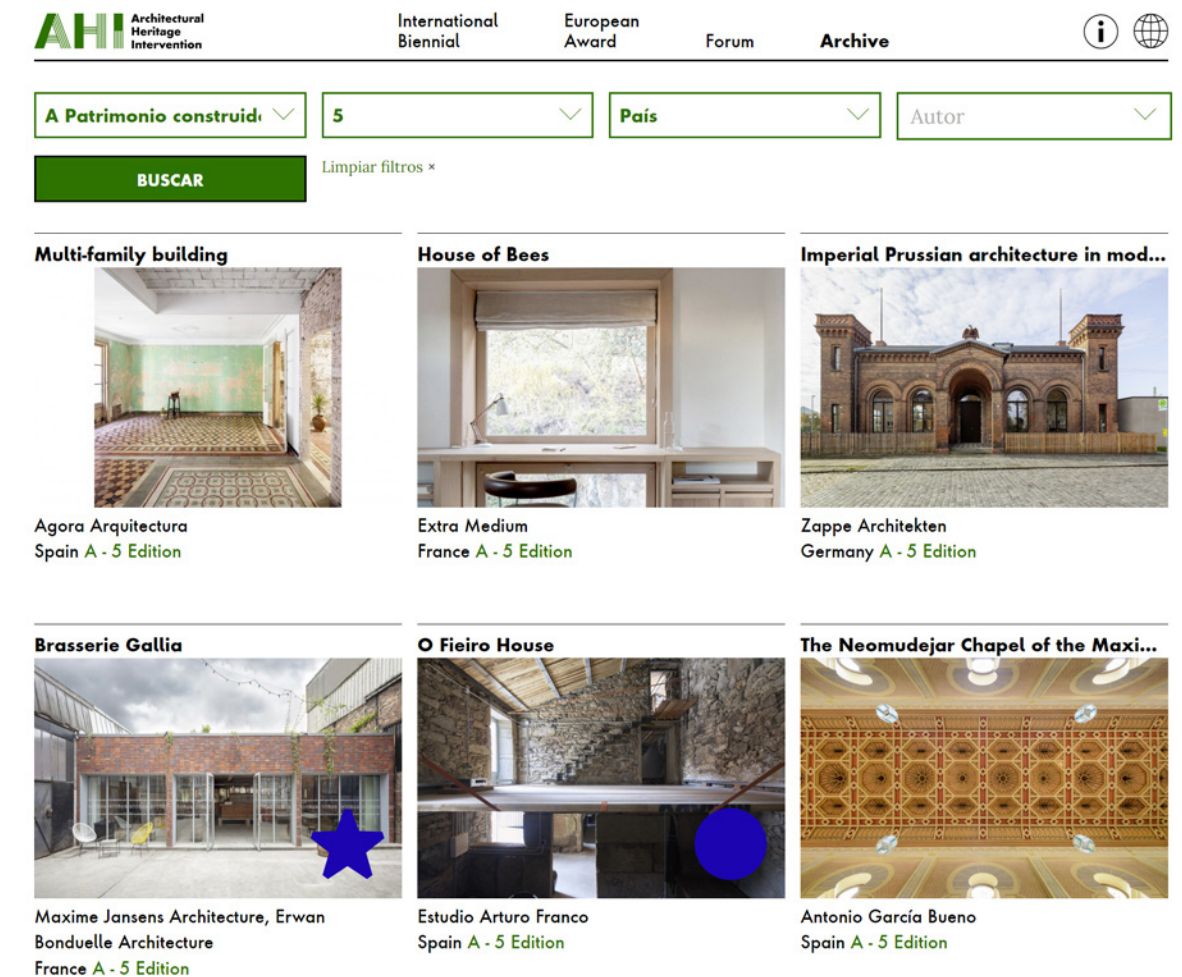 AHI Architectural
Heritage
Intervention
International
Biennial
European
Award
Forum
Archive
i
A Patrimonio construid
5
País
Autor
BUSCAR
Limpiar filtros ×
Multi-family building
House of Bees
Imperial Prussian architecture in mod...
Agora Arquitectura
Spain A - 5 Edition
Extra Medium
France A - 5 Edition
Zappe Architekten
Germany A - 5 Edition
Brasserie Gallia
O Fieiro House
The Neomudejar Chapel of the Maxi...
Maxime Jansens Architecture, Erwan
Bonduelle Architecture
France A - 5 Edition
Estudio Arturo Franco
Spain A - 5 Edition
Antonio García Bueno
Spain A - 5 Edition